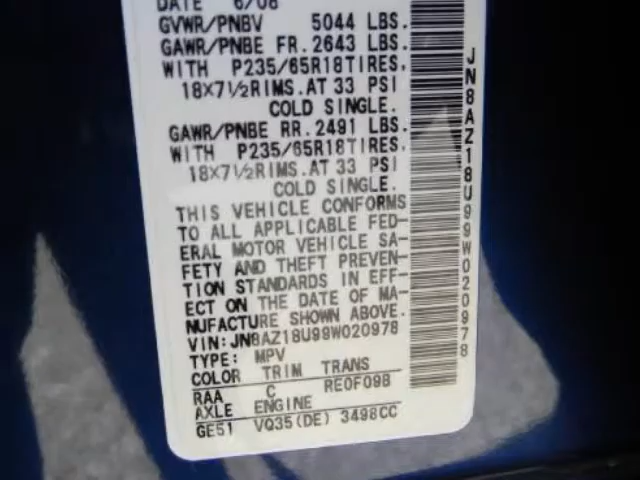 DATE 6/08
GVWR/PNBV 5044 LBS.
GAWR/PNBE FR. 2643 LBS.
WITH P235/65R18TIRES,
18X7½RIMS.AT 33 PSI
COLD SINGLE.
GAWR/PNBE RR. 2491 LBS.
WITH P235/65R18TIRES,
18X7½RIMS.AT 33 PSI
COLD SINGLE.
THIS VEHICLE CONFORMS
TO ALL APPLICABLE FED-
ERAL MOTOR VEHICLE SA-
FETY AND THEFT PREVEN-
TION STANDARDS IN EFF-
ECT ON THE DATE OF MA-
NUFACTURE SHOWN ABOVE.
VIN:JN8AZ18U99W020978
TYPE: MPV
COLOR TRIM TRANS
RAA C RE0F09B
AXLE ENGINE
GE51 VQ35(DE) 3498CC
JN8AZ18U99W020978